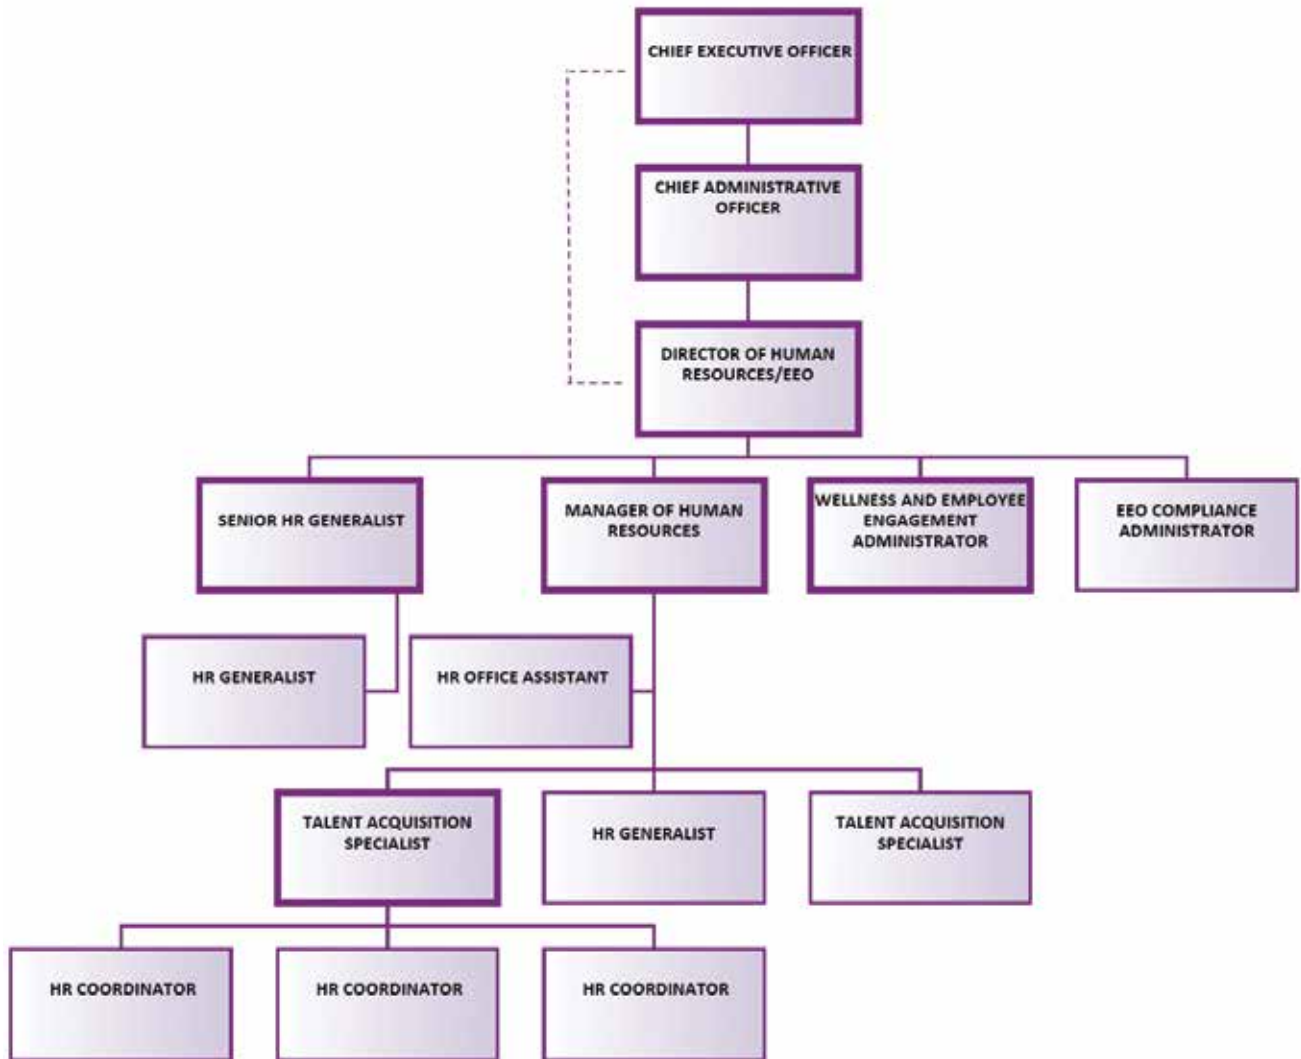 CHIEF EXECUTIVE OFFICER
CHIEF ADMINISTRATIVE
OFFICER
DIRECTOR OF HUMAN
RESOURCES/EEO
SENIOR HR GENERALIST
MANAGER OF HUMAN
RESOURCES
WELLNESS AND EMPLOYEE
ENGAGEMENT
ADMINISTRATOR
EEO COMPLIANCE
ADMINISTRATOR
HR GENERALIST
HR OFFICE ASSISTANT
TALENT ACQUISITION
SPECIALIST
HR GENERALIST
TALENT ACQUISITION
SPECIALIST
HR COORDINATOR
HR COORDINATOR
HR COORDINATOR